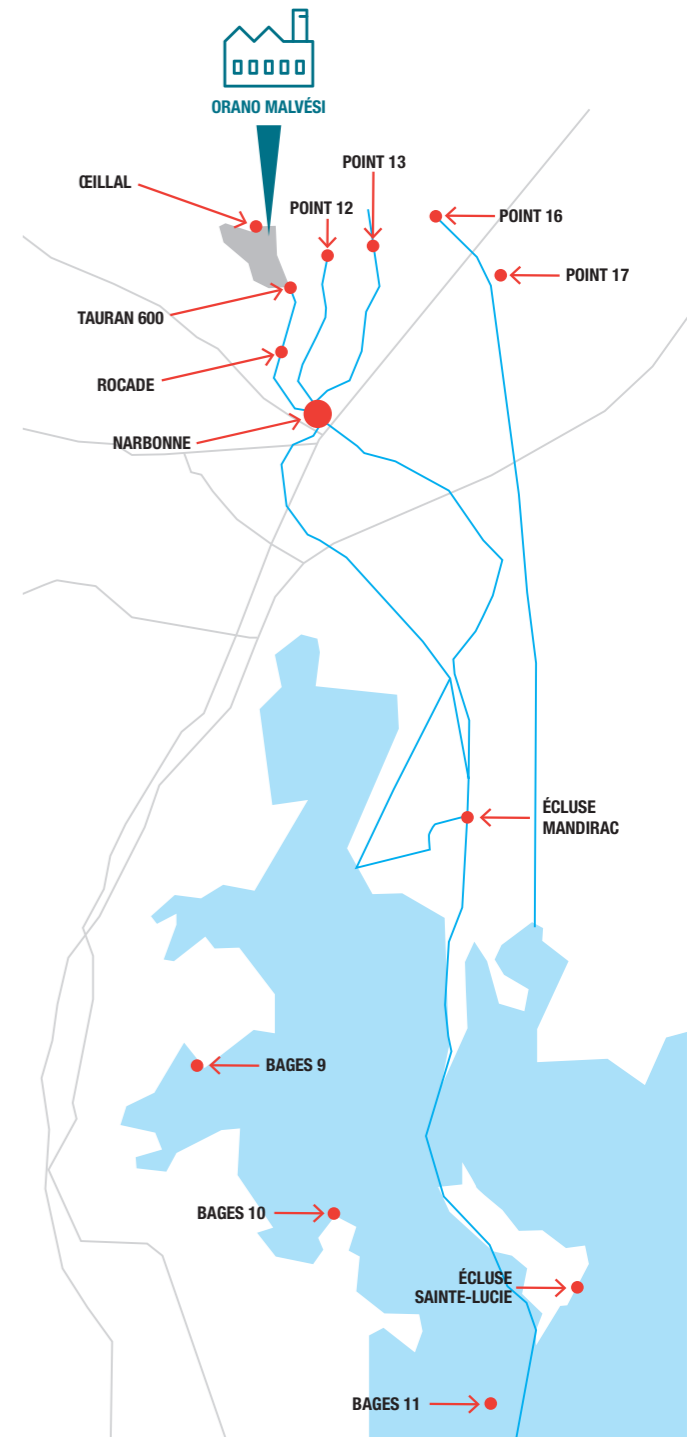 ORANO MALVÉSI
POINT 13
ŒILLAL
POINT 12
POINT 16
POINT 17
TAURAN 600
ROCADE
NARBONNE
ÉCLUSE
MANDIRAC
BAGES 9
BAGES 10
ÉCLUSE
SAINTE-LUCIE
BAGES 11